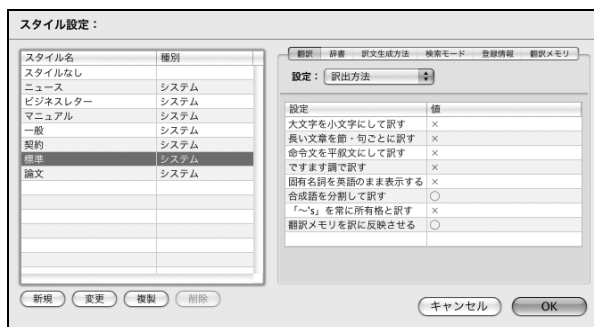 スタイル設定：
スタイル名 種別
スタイルなし
ニュース システム
ビジネスレター システム
マニュアル システム
一般 システム
契約 システム
標準 システム
論文 システム
新規 変更 複製 削除
翻訳 辞書 訳文生成方法 検索モード 登録情報 翻訳メモリ
設定： 訳出方法
設定 値
大文字を小文字にして訳す ×
長い文章を節・句ごとに訳す ×
命令文を平叙文にして訳す ×
ですます調で訳す ×
固有名詞を英語のまま表示する ×
合成語を分割して訳す ○
「～'s」を常に所有格と訳す ×
翻訳メモリを訳に反映させる ○
キャンセル OK